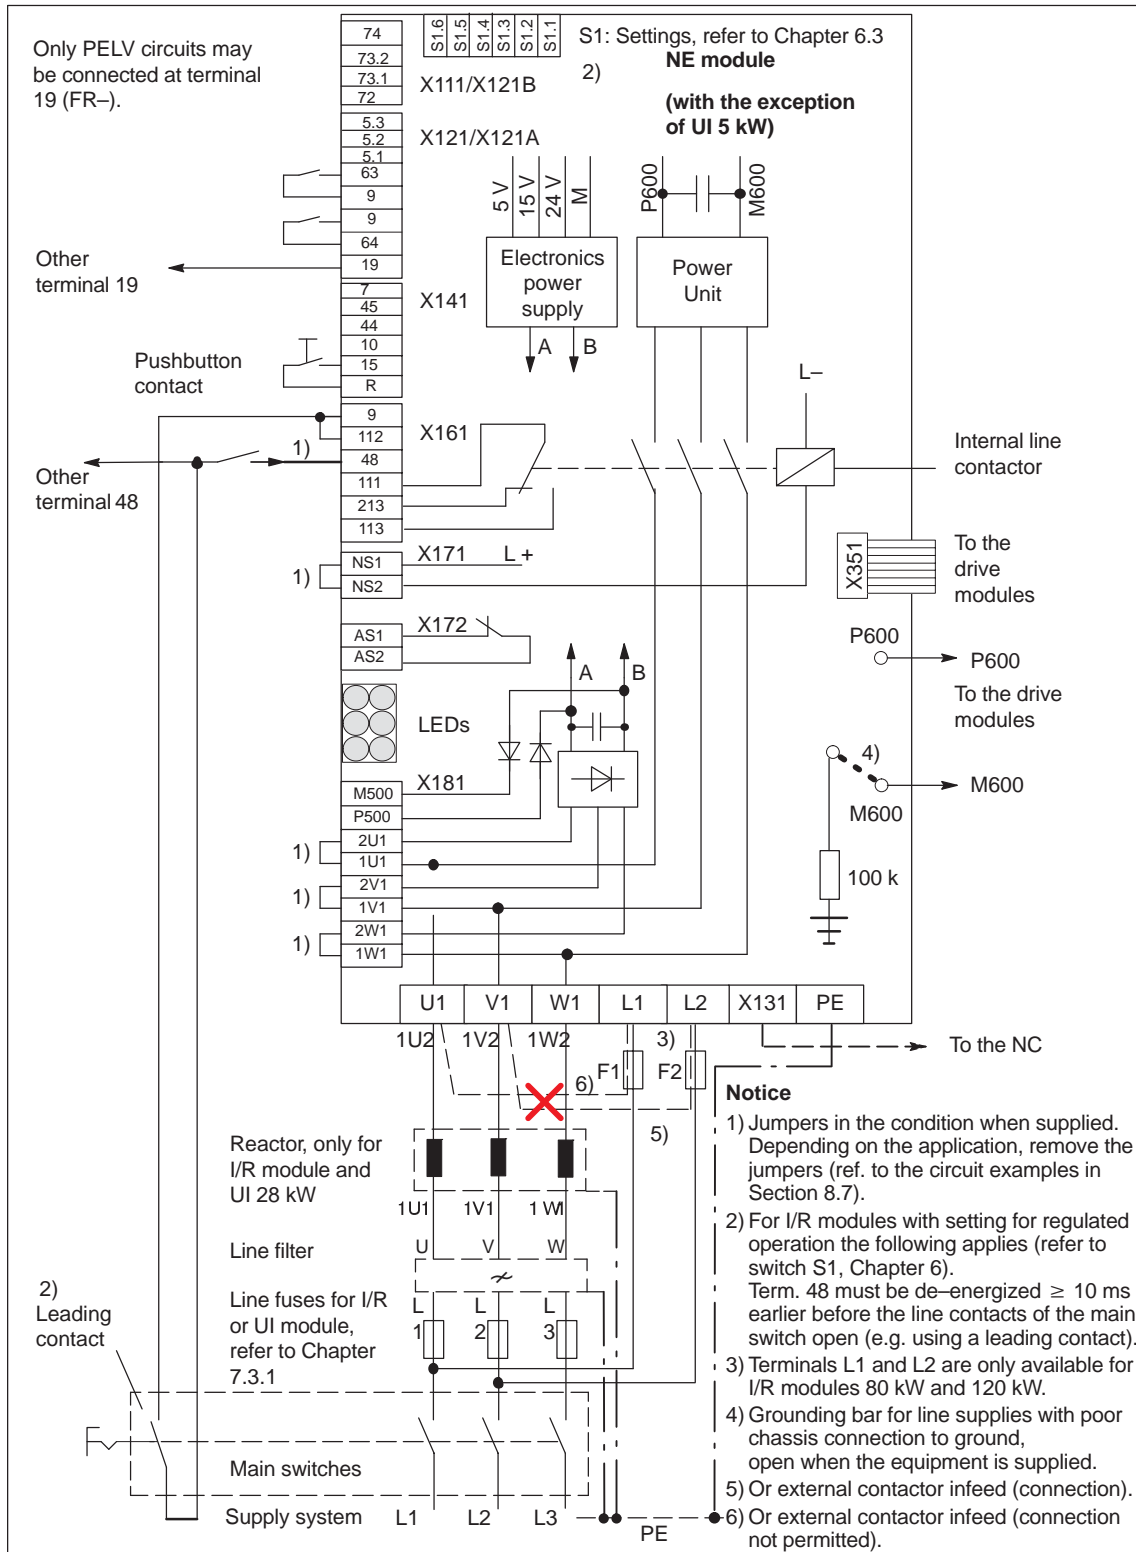 Only PELV circuits may
be connected at terminal
19 (FR–).
74
73.2
73.1
72
S1.6
S1.5
S1.4
S1.3
S1.2
S1.1
S1: Settings, refer to Chapter 6.3
2)
NE module
(with the exception
of UI 5 kW)
X111/X121B
5.3
5.2
5.1
63
9
9
64
19
X121/X121A
5 V
15 V
24 V
M
P600
M600
Electronics
power
supply
Power
Unit
A
B
Other
terminal 19
7
45
44
10
15
R
X141
Pushbutton
contact
L–
9
112
48
111
213
113
X161
1)
Other
terminal 48
Internal line
contactor
NS1
NS2
X171
L +
1)
X351
To the
drive
modules
AS1
AS2
X172
P600
P600
To the drive
modules
A
B
LEDs
4)
M600
M600
M500
P500
2U1
1U1
2V1
1V1
2W1
1W1
X181
1)
1)
1)
100 k
U1
V1
W1
L1
L2
X131
PE
1U2
1V2
1W2
3)
F1
F2
6)
5)
To the NC
Reactor, only for
I/R module and
UI 28 kW
1U1
1V1
1W1
U
V
W
Line filter
Line fuses for I/R
or UI module,
refer to Chapter
7.3.1
L
1
L
2
L
3
2)
Leading
contact
Main switches
Supply system
L1
L2
L3
PE
Notice
1) Jumpers in the condition when supplied.
Depending on the application, remove the
jumpers (ref. to the circuit examples in
Section 8.7).
2) For I/R modules with setting for regulated
operation the following applies (refer to
switch S1, Chapter 6).
Term. 48 must be de–energized ≥ 10 ms
earlier before the line contacts of the main
switch open (e.g. using a leading contact).
3) Terminals L1 and L2 are only available for
I/R modules 80 kW and 120 kW.
4) Grounding bar for line supplies with poor
chassis connection to ground,
open when the equipment is supplied.
5) Or external contactor infeed (connection).
6) Or external contactor infeed (connection
not permitted).